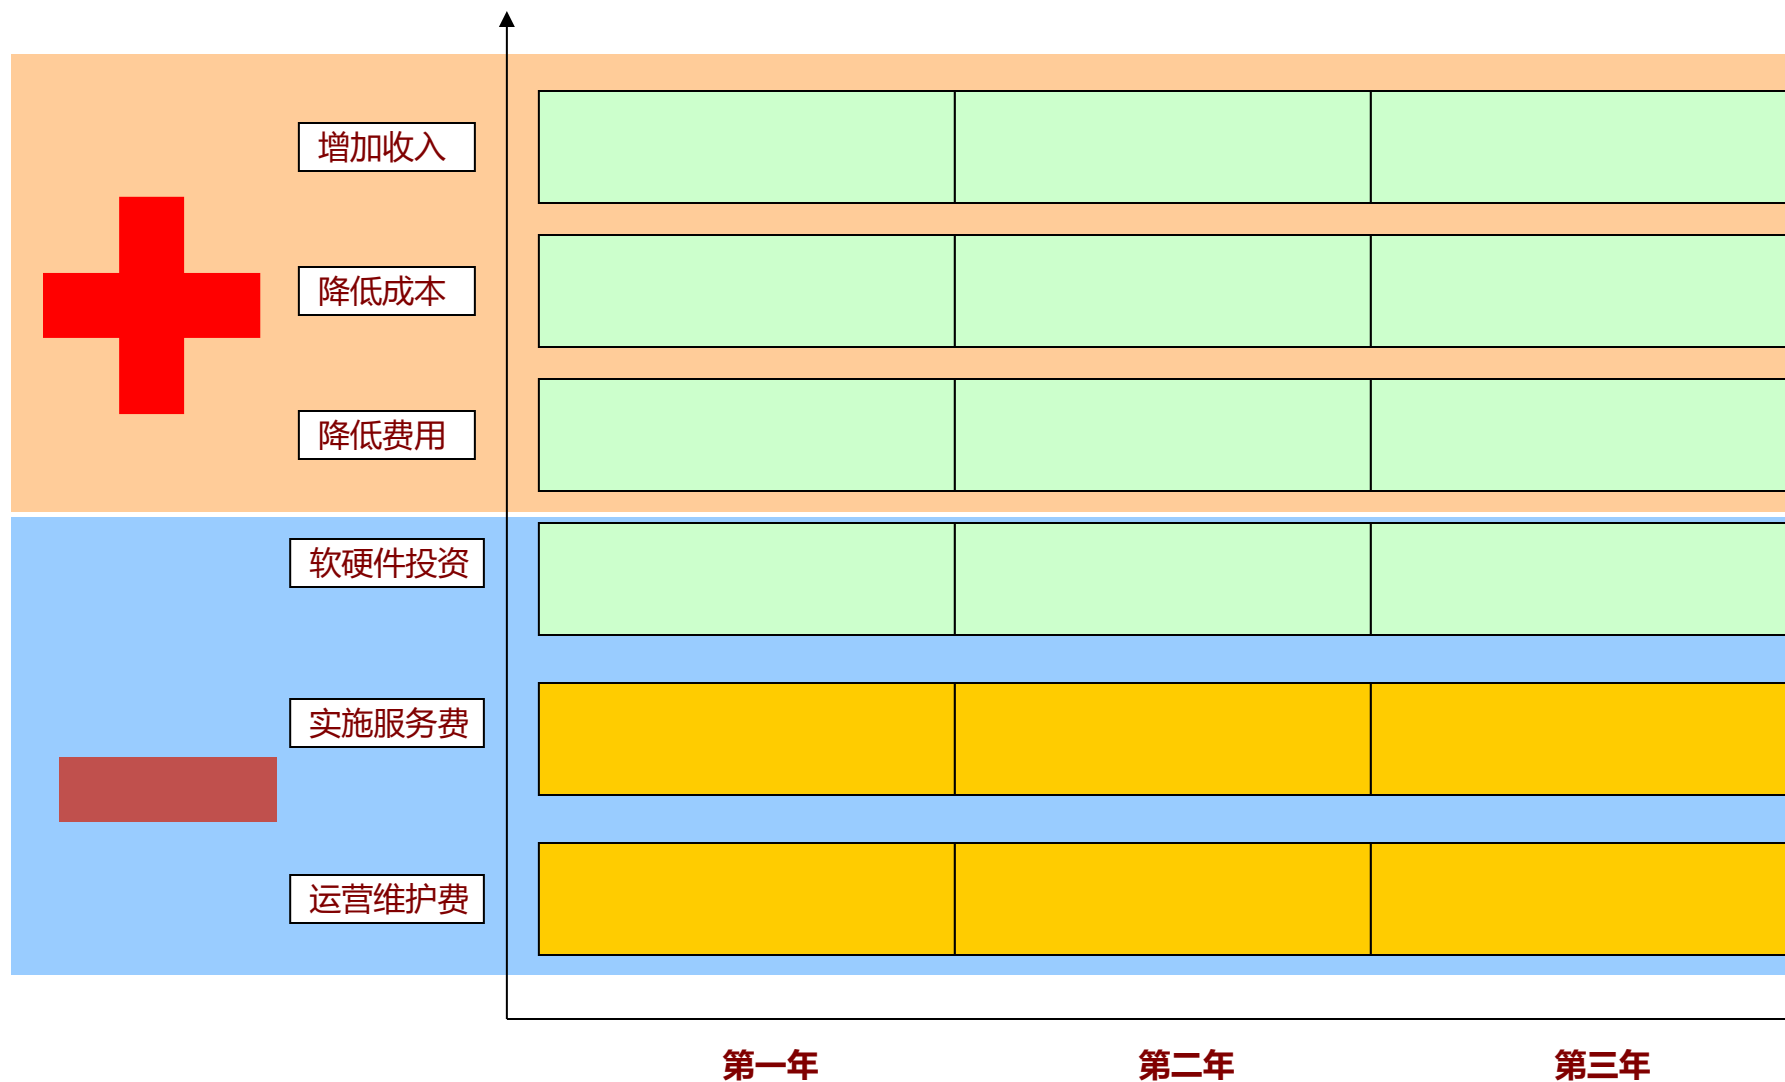 增加收入
降低成本
降低费用
软硬件投资
实施服务费
运营维护费
第一年
第二年
第三年